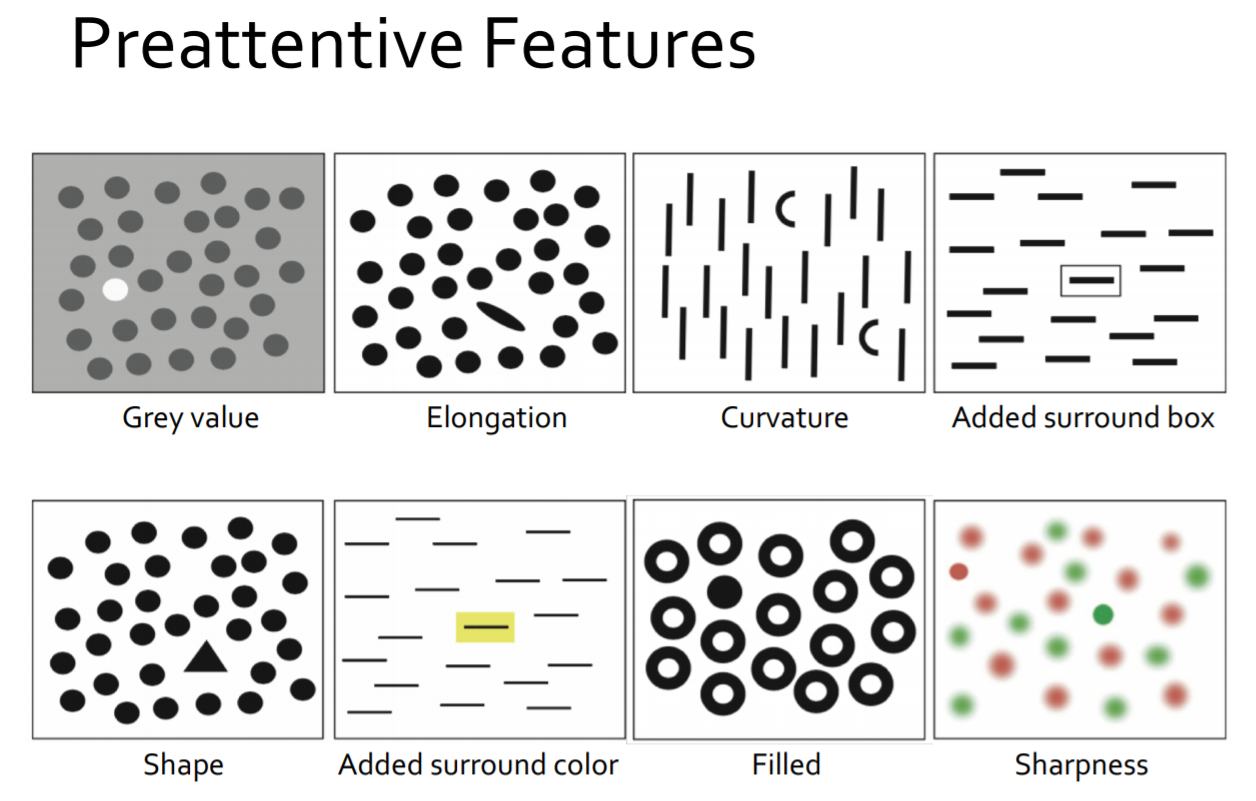 Preattentive Features
Grey value
Elongation
Curvature
Added surround box
Shape
Added surround color
Filled
Sharpness